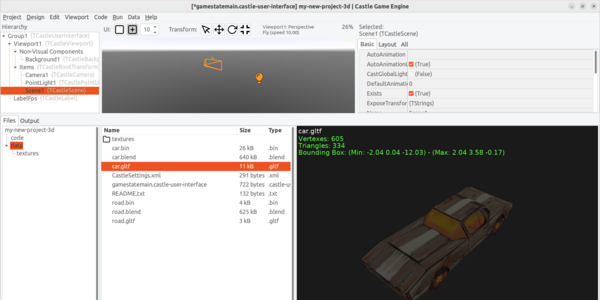 [*gamestatemain.castle-user-interface] my-new-project-3d | Castle Game Engine
Project Design Edit Viewport Code Run Data Help
Hierarchy
Group1 (TCastleUserInterface)
Viewport1 (TCastleViewport)
Non-Visual Components
Background1 (TCastleBackg
Items (TCastleRootTransform
Camera1 (TCastleCamera)
PointLight1 (TCastlePointLi
Scene1 (TCastleScene)
LabelFps (TCastleLabel)
UI:
10
Transform:
Viewport1: Perspective
Fly (speed 10.00)
26%
Selected:
Scene1 (TCastleScene)
Basic Layout All
AutoAnimation
AutoAnimationL (True)
CastGlobalLight (False)
DefaultAnimati 0
Exists (True)
ExposeTransfor (TStrings)
Files Output
my-new-project-3d
code
data
textures
Name Size Type
textures
car.bin 26 kB .bin
car.blend 640 kB .blend
car.gltf 11 kB .gltf
CastleSettings.xml 291 bytes .xml
gamestatemain.castle-user-interface 722 bytes .castle-u
README.txt 132 bytes .txt
road.bin 4 kB .bin
road.blend 625 kB .blend
road.gltf 3 kB .gltf
car.gltf
Vertexes: 605
Triangles: 334
Bounding Box: (Min: -2.04 0.04 -12.03) - (Max: 2.04 3.58 -0.17)